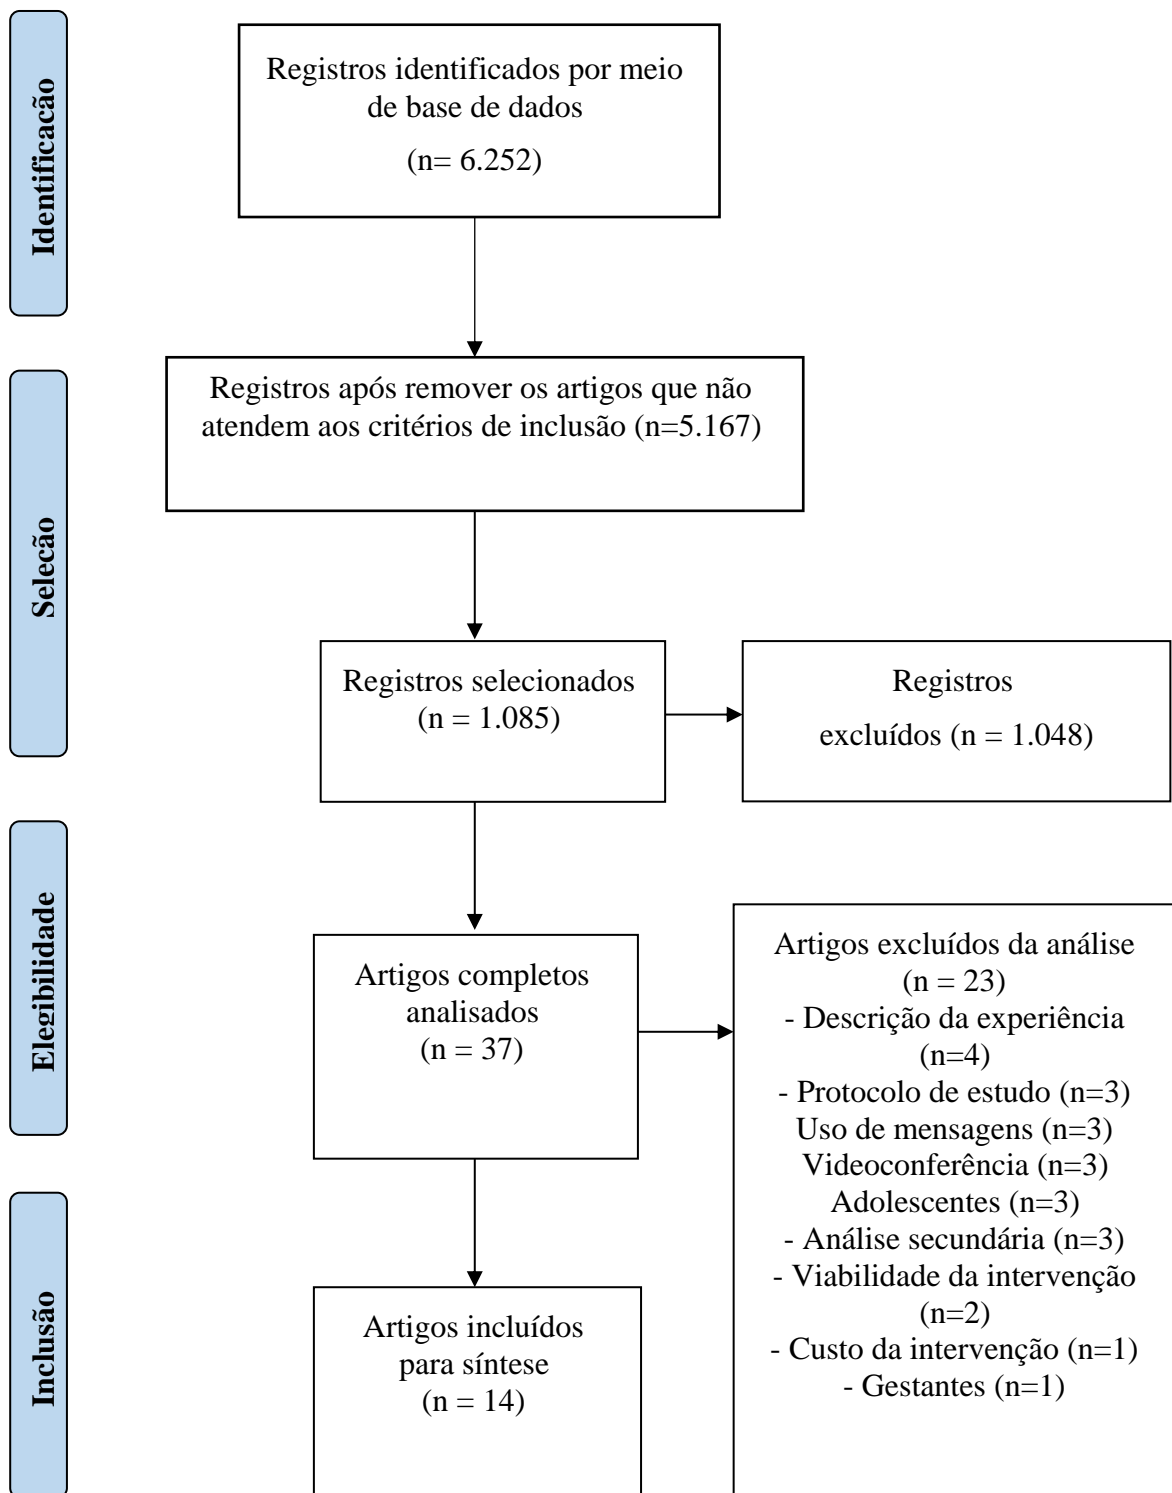 Identificação
Registros identificados por meio
de base de dados
(n= 6.252)
Seleção
Registros após remover os artigos que não
atendem aos critérios de inclusão (n=5.167)
Registros selecionados
(n = 1.085)
Registros
excluídos (n = 1.048)
Elegibilidade
Artigos completos
analisados
(n = 37)
Artigos excluídos da análise
(n = 23)
- Descrição da experiência
(n=4)
- Protocolo de estudo (n=3)
Uso de mensagens (n=3)
Videoconferência (n=3)
Adolescentes (n=3)
- Análise secundária (n=3)
- Viabilidade da intervenção
(n=2)
- Custo da intervenção (n=1)
- Gestantes (n=1)
Inclusão
Artigos incluídos
para síntese
(n = 14)